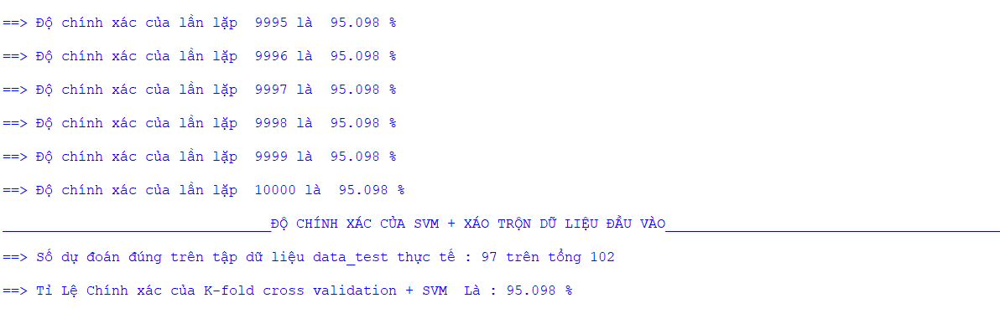 ==> Độ chính xác của lần lặp  9995 là  95.098 %
==> Độ chính xác của lần lặp  9996 là  95.098 %
==> Độ chính xác của lần lặp  9997 là  95.098 %
==> Độ chính xác của lần lặp  9998 là  95.098 %
==> Độ chính xác của lần lặp  9999 là  95.098 %
==> Độ chính xác của lần lặp  10000 là  95.098 %
________________________________ĐỘ CHÍNH XÁC CỦA SVM + XÁO TRỘN DỮ LIỆU ĐẦU VÀO________________________________________
==> Số dự đoán đúng trên tập dữ liệu data_test thực tế : 97 trên tổng 102
==> Tỉ Lệ Chính xác của K-fold cross validation + SVM  Là : 95.098 %